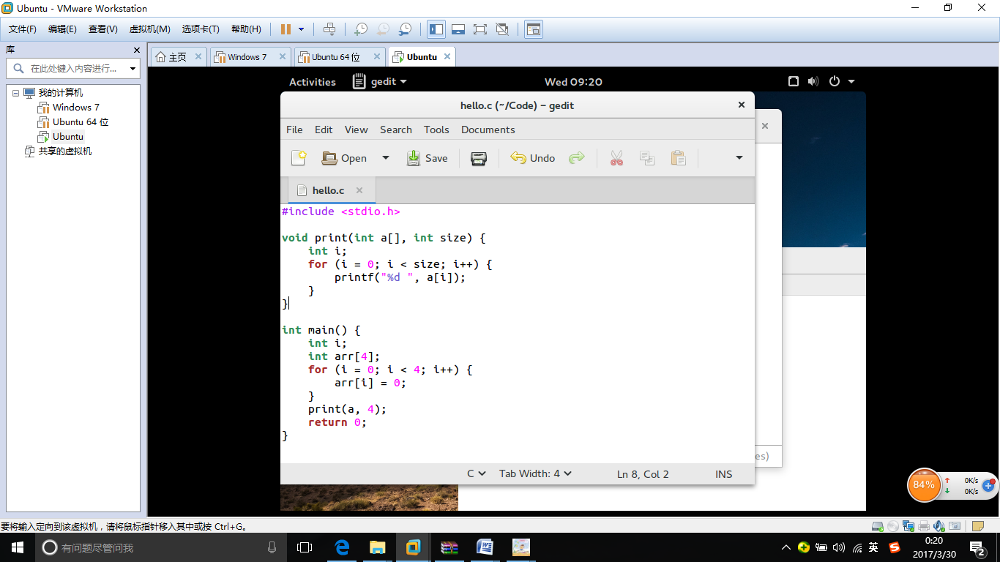 Ubuntu - VMware Workstation
文件(F) 编辑(E) 查看(V) 虚拟机(M) 选项卡(T) 帮助(H)
库
在此处键入内容进行...
我的计算机
Windows 7
Ubuntu 64 位
Ubuntu
共享的虚拟机
主页 Windows 7 Ubuntu 64 位 Ubuntu
Activities gedit Wed 09:20
hello.c (~/Code) – gedit
File Edit View Search Tools Documents
Open Save Undo
hello.c
#include <stdio.h>
void print(int a[], int size) {
    int i;
    for (i = 0; i < size; i++) {
        printf("%d ", a[i]);
    }
}
int main() {
    int i;
    int arr[4];
    for (i = 0; i < 4; i++) {
        arr[i] = 0;
    }
    print(a, 4);
    return 0;
}
es)
C Tab Width: 4 Ln 8, Col 2 INS
84% 0K/s
0K/s
要将输入定向到该虚拟机，请将鼠标指针移入其中或按 Ctrl+G。
有问题尽管问我
英
0:20
2017/3/30
2